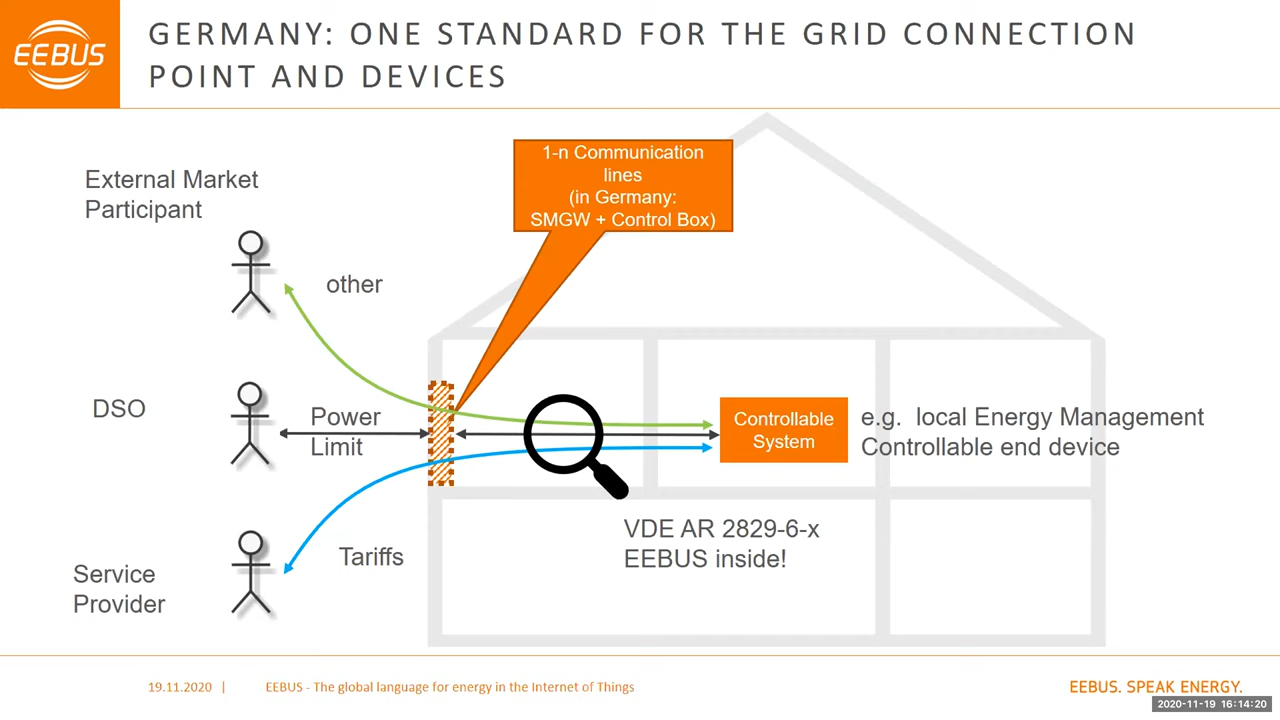 EEBUS
GERMANY: ONE STANDARD FOR THE GRID CONNECTION
POINT AND DEVICES
1-n Communication
lines
(in Germany:
SMGW + Control Box)
External Market
Participant
other
DSO
Power
Limit
Controllable
System
e.g. local Energy Management
Controllable end device
VDE AR 2829-6-x
EEBUS inside!
Tariffs
Service
Provider
19.11.2020 |
EEBUS - The global language for energy in the Internet of Things
EEBUS. SPEAK ENERGY.
2020-11-19 16:14:20